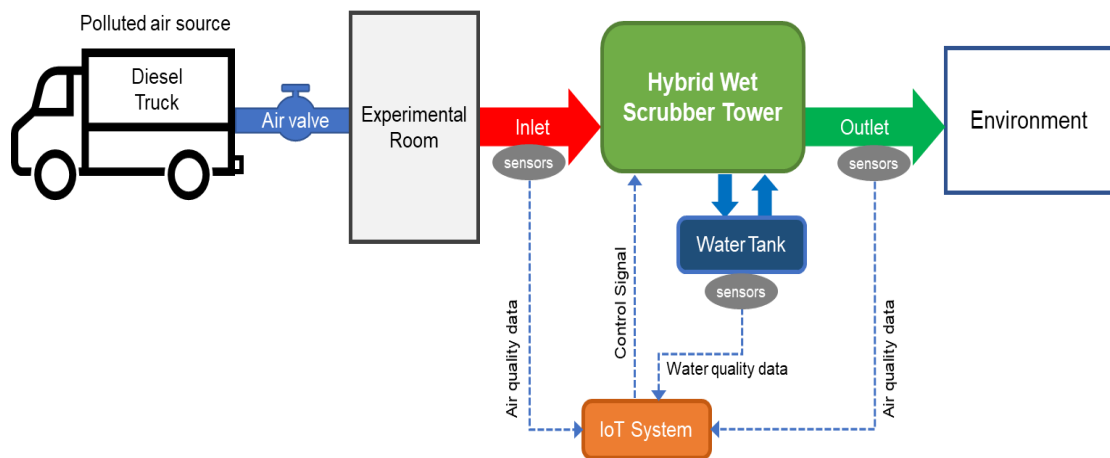 Polluted air source
Diesel
Truck
Air valve
Experimental
Room
Inlet
sensors
Hybrid Wet
Scrubber Tower
Outlet
sensors
Environment
Water Tank
sensors
Air quality data
Control Signal
Water quality data
Air quality data
IoT System